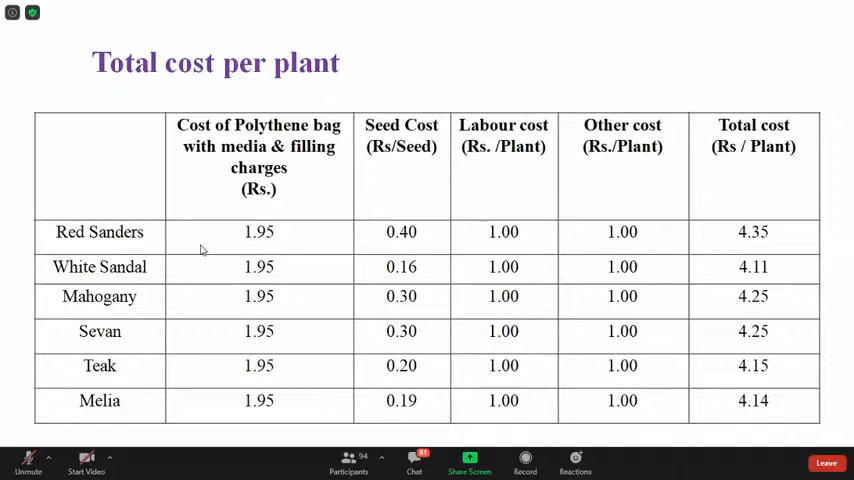 Total cost per plant
Cost of Polythene bag with media & filling charges (Rs.) Seed Cost (Rs/Seed) Labour cost (Rs. /Plant) Other cost (Rs./Plant) Total cost (Rs / Plant)
Red Sanders 1.95 0.40 1.00 1.00 4.35
White Sandal 1.95 0.16 1.00 1.00 4.11
Mahogany 1.95 0.30 1.00 1.00 4.25
Sevan 1.95 0.30 1.00 1.00 4.25
Teak 1.95 0.20 1.00 1.00 4.15
Melia 1.95 0.19 1.00 1.00 4.14
94 81
Unmute Start Video Participants Chat Share Screen Record Reactions Leave